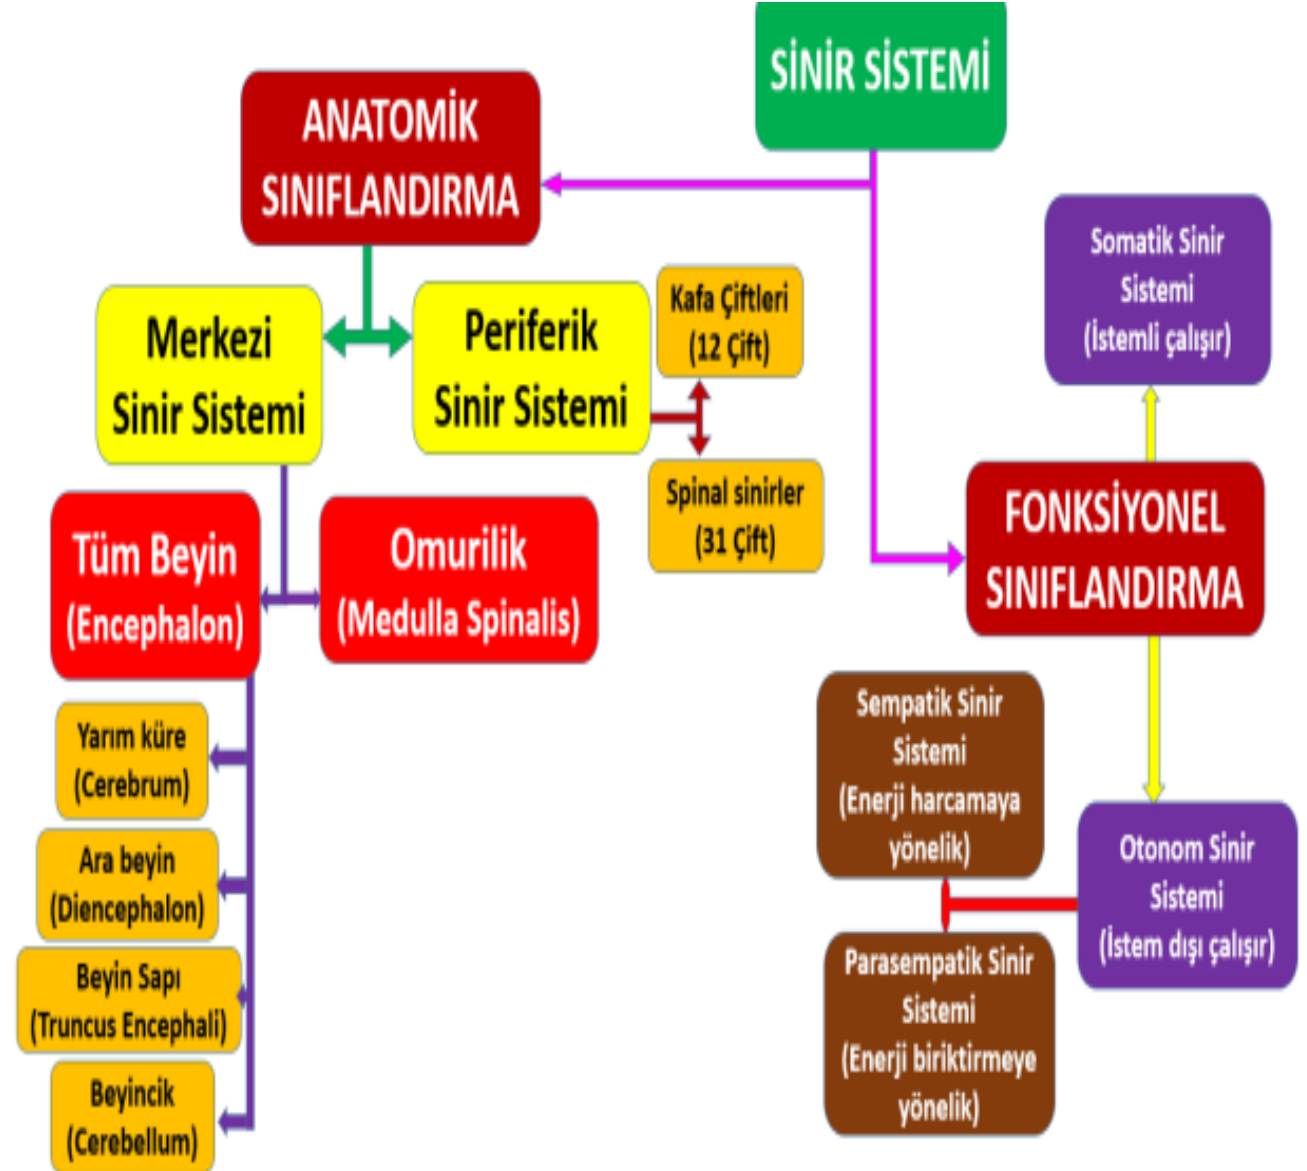 SİNİR SİSTEMİ
ANATOMİK
SINIFLANDIRMA
Merkezi
Sinir Sistemi
Periferik
Sinir Sistemi
Kafa Çiftleri
(12 Çift)
Spinal sinirler
(31 Çift)
Tüm Beyin
(Encephalon)
Omurilik
(Medulla Spinalis)
Yarım küre
(Cerebrum)
Ara beyin
(Diencephalon)
Beyin Sapı
(Truncus Encephali)
Beyincik
(Cerebellum)
FONKSİYONEL
SINIFLANDIRMA
Somatik Sinir
Sistemi
(İstemli çalışır)
Otonom Sinir
Sistemi
(İstem dışı çalışır)
Sempatik Sinir
Sistemi
(Enerji harcamaya
yönelik)
Parasempatik Sinir
Sistemi
(Enerji biriktirmeye
yönelik)